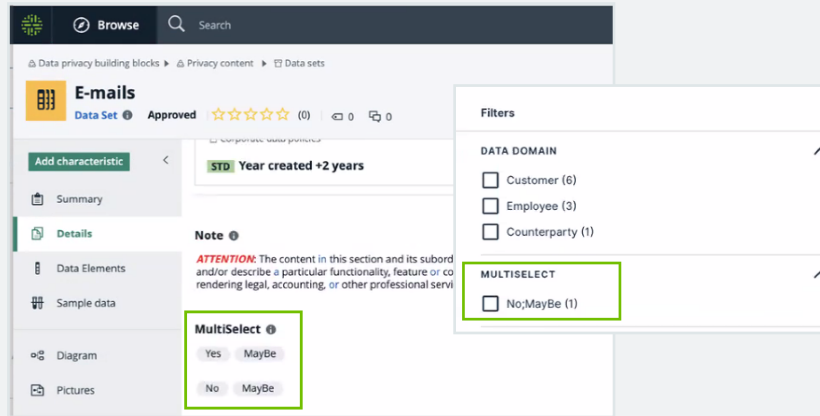 Browse
Search
Data privacy building blocks
Privacy content
Data sets
E-mails
Data Set
Approved
(0)
0
0
Add characteristic
Corporate data policies
STD Year created +2 years
Summary
Details
Data Elements
Sample data
Diagram
Pictures
Note
ATTENTION: The content in this section and its subord
and/or describe a particular functionality, feature or co
rendering legal, accounting, or other professional servi
MultiSelect
Yes MayBe
No MayBe
Filters
DATA DOMAIN
Customer (6)
Employee (3)
Counterparty (1)
MULTISELECT
No;MayBe (1)